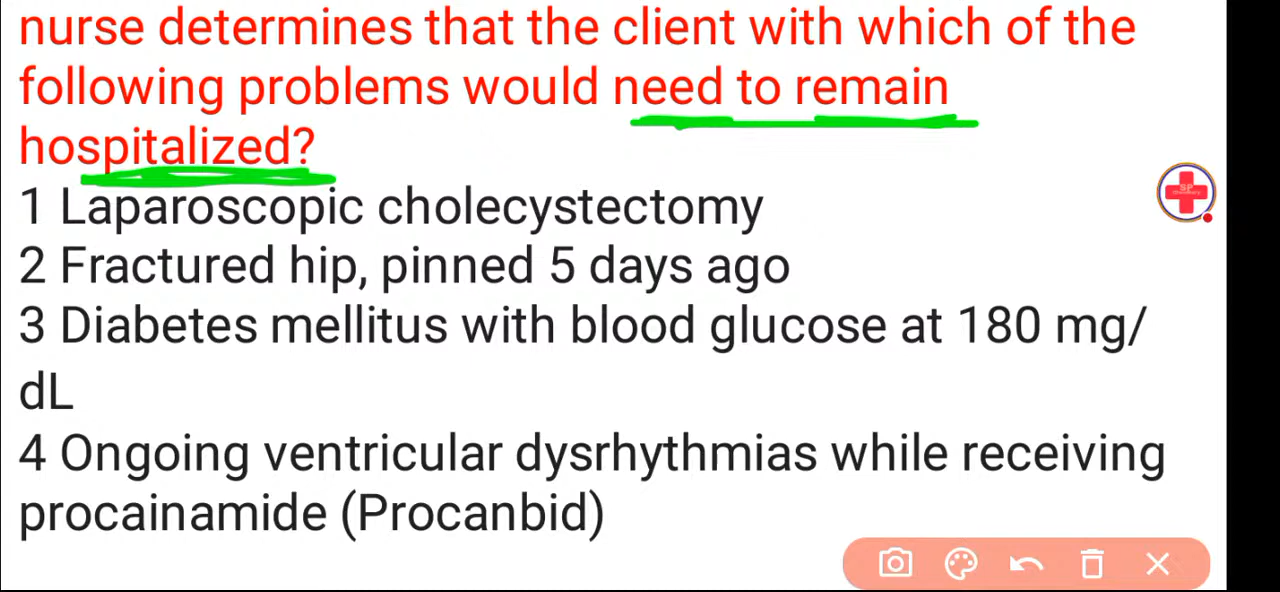 nurse determines that the client with which of the
following problems would need to remain
hospitalized?
1 Laparoscopic cholecystectomy
2 Fractured hip, pinned 5 days ago
3 Diabetes mellitus with blood glucose at 180 mg/
dL
4 Ongoing ventricular dysrhythmias while receiving
procainamide (Procanbid)
SP